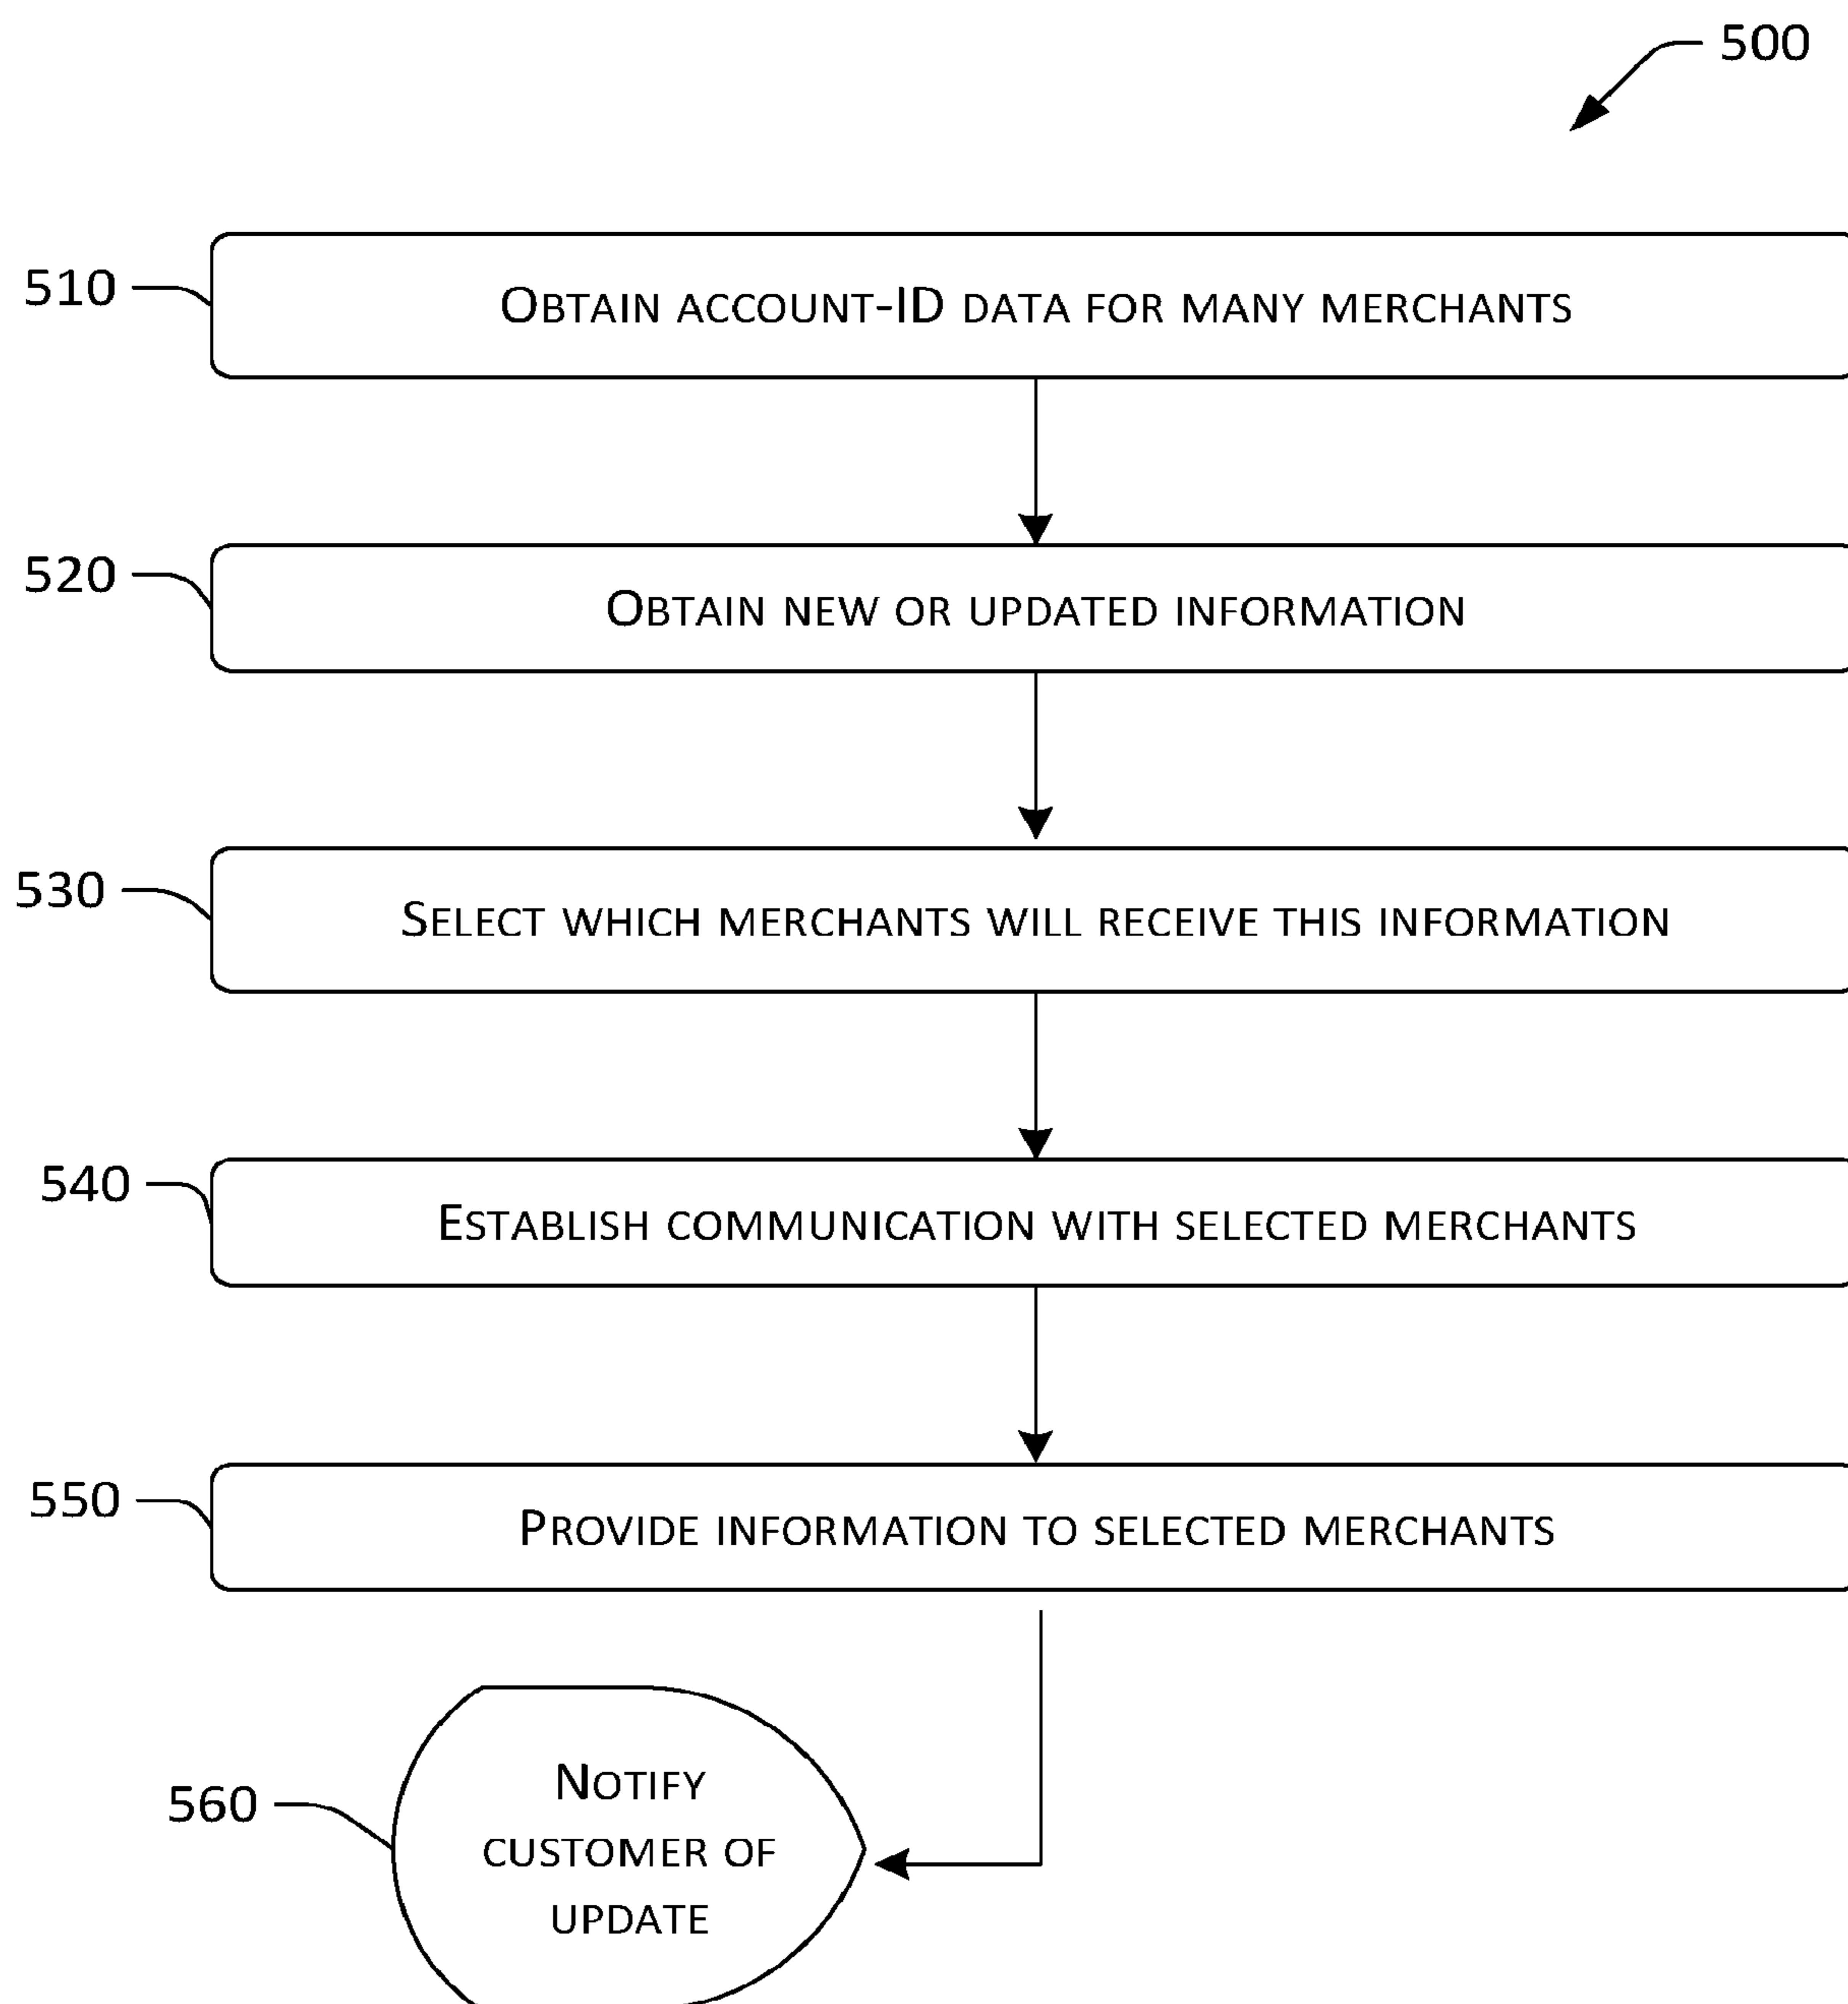 500
510
OBTAIN ACCOUNT-ID DATA FOR MANY MERCHANTS
520
OBTAIN NEW OR UPDATED INFORMATION
530
SELECT WHICH MERCHANTS WILL RECEIVE THIS INFORMATION
540
ESTABLISH COMMUNICATION WITH SELECTED MERCHANTS
550
PROVIDE INFORMATION TO SELECTED MERCHANTS
560
NOTIFY
CUSTOMER OF
UPDATE